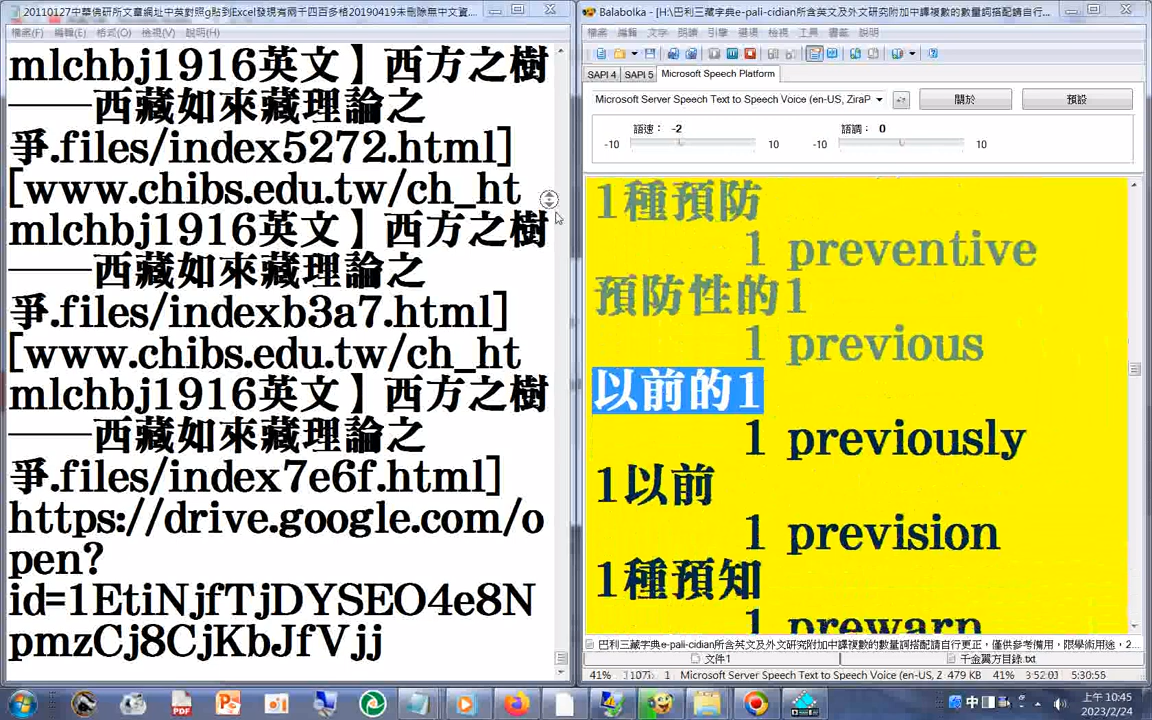 20110127中華佛研所文章網址中英對照g點到Excel發現有兩千四百多格20190419未刪除無中文資...
檔案(F) 編輯(E) 格式(O) 檢視(V) 說明(H)
mlchbj1916英文】西方之樹
——西藏如來藏理論之
爭.files/index5272.html]
[www.chibs.edu.tw/ch_ht
mlchbj1916英文】西方之樹
——西藏如來藏理論之
爭.files/indexb3a7.html]
[www.chibs.edu.tw/ch_ht
mlchbj1916英文】西方之樹
——西藏如來藏理論之
爭.files/index7e6f.html]
https://drive.google.com/o
pen?
id=1EtiNjfTjDYSEO4e8N
pmzCj8CjKbJfVjj
Balabolka - [H:\巴利三藏字典e-pali-cidian所含英文及外文研究附加中譯複數的數量詞搭配請自行...
檔案 編輯 文字 朗讀 引擎 選項 檢視 工具 書籤 說明
SAPI 4 SAPI 5 Microsoft Speech Platform
Microsoft Server Speech Text to Speech Voice (en-US, ZiraP
關於 預設
語速： -2 語調： 0
-10 10 -10 10
1種預防
1 preventive
預防性的1
1 previous
以前的1
1 previously
1以前
1 prevision
1種預知
1 prewarn
巴利三藏字典e-pali-cidian所含英文及外文研究附加中譯複數的數量詞搭配請自行更正，僅供參考備用，限學術用途，2...
文件1 千金翼方目錄.txt
41% Microsoft Server Speech Text to Speech Voice 479 KB 41% 3:52:0 5:30:55
上午 10:45
2023/2/24